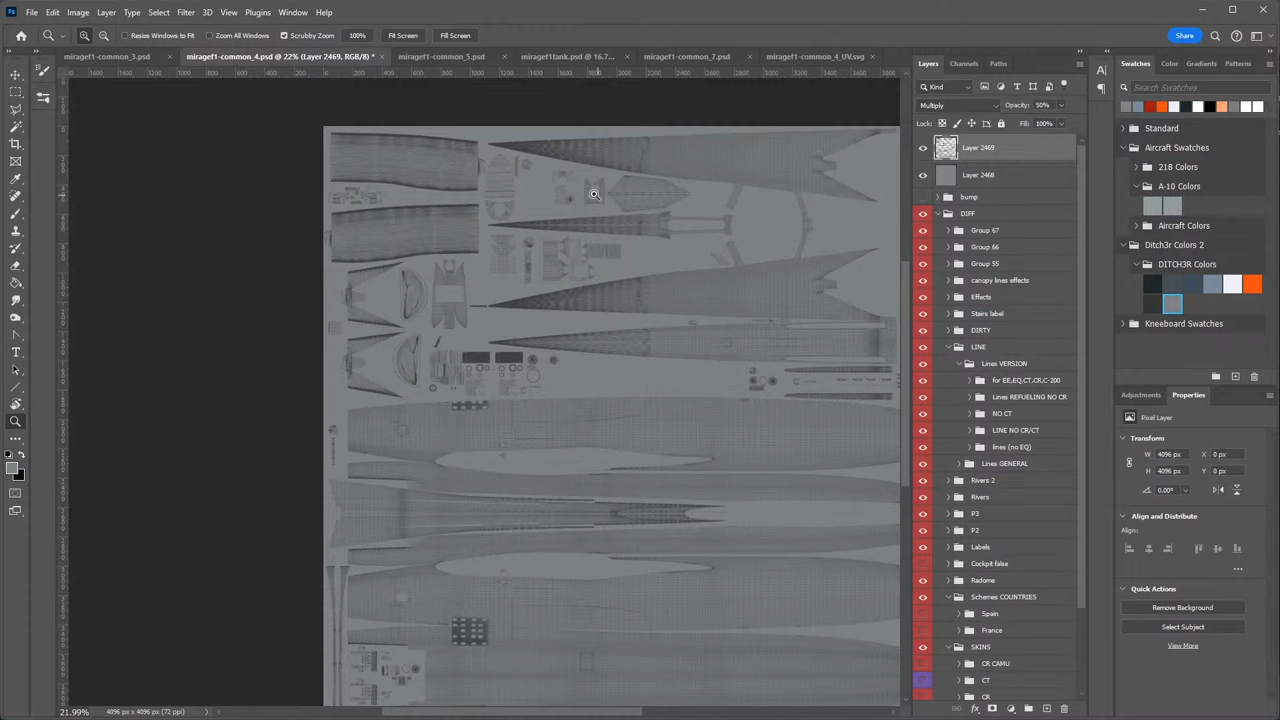 File Edit Image Layer Type Select Filter 3D View Plugins Window Help
Resize Windows to Fit Zoom All Windows Scrubby Zoom 100% Fit Screen Fill Screen Share
miragef1-common_3.psd × miragef1-common_4.psd @ 22% (Layer 2469, RGB/8) * × miragef1-common_5.psd × miragef1tank.psd @ 16.7... × miragef1-common_7.psd × miragef1-common_4_UV.svg ×
Layers Channels Paths
Kind
Multiply Opacity: 50%
Lock: Fill: 100%
Layer 2469
Layer 2468
bump
DIFF
Group 67
Group 66
Group 55
canopy lines effects
Effects
Stairs label
DIRTY
LINE
Lines VERSION
for EE,EQ,CT,CR,C-200
Lines REFUELING NO CR
NO CT
LINE NO CR/CT
lines (no EQ)
Lines GENERAL
Rivers 2
Rivers
P3
P2
Labels
Cockpit false
Radome
Schemes COUNTRIES
Spain
France
SKINS
CR CAMU
CT
CR
Swatches Color Gradients Patterns
Search Swatches
Standard
Aircraft Swatches
218 Colors
A-10 Colors
Aircraft Colors
Ditch3r Colors 2
DITCH3R Colors
Kneeboard Swatches
Adjustments Properties
Pixel Layer
Transform
W 4096 px X 0 px
H 4096 px Y 0 px
0.00°
Align and Distribute
Align:
Quick Actions
Remove Background
Select Subject
View More
21.99% 4096 px x 4096 px (72 ppi)